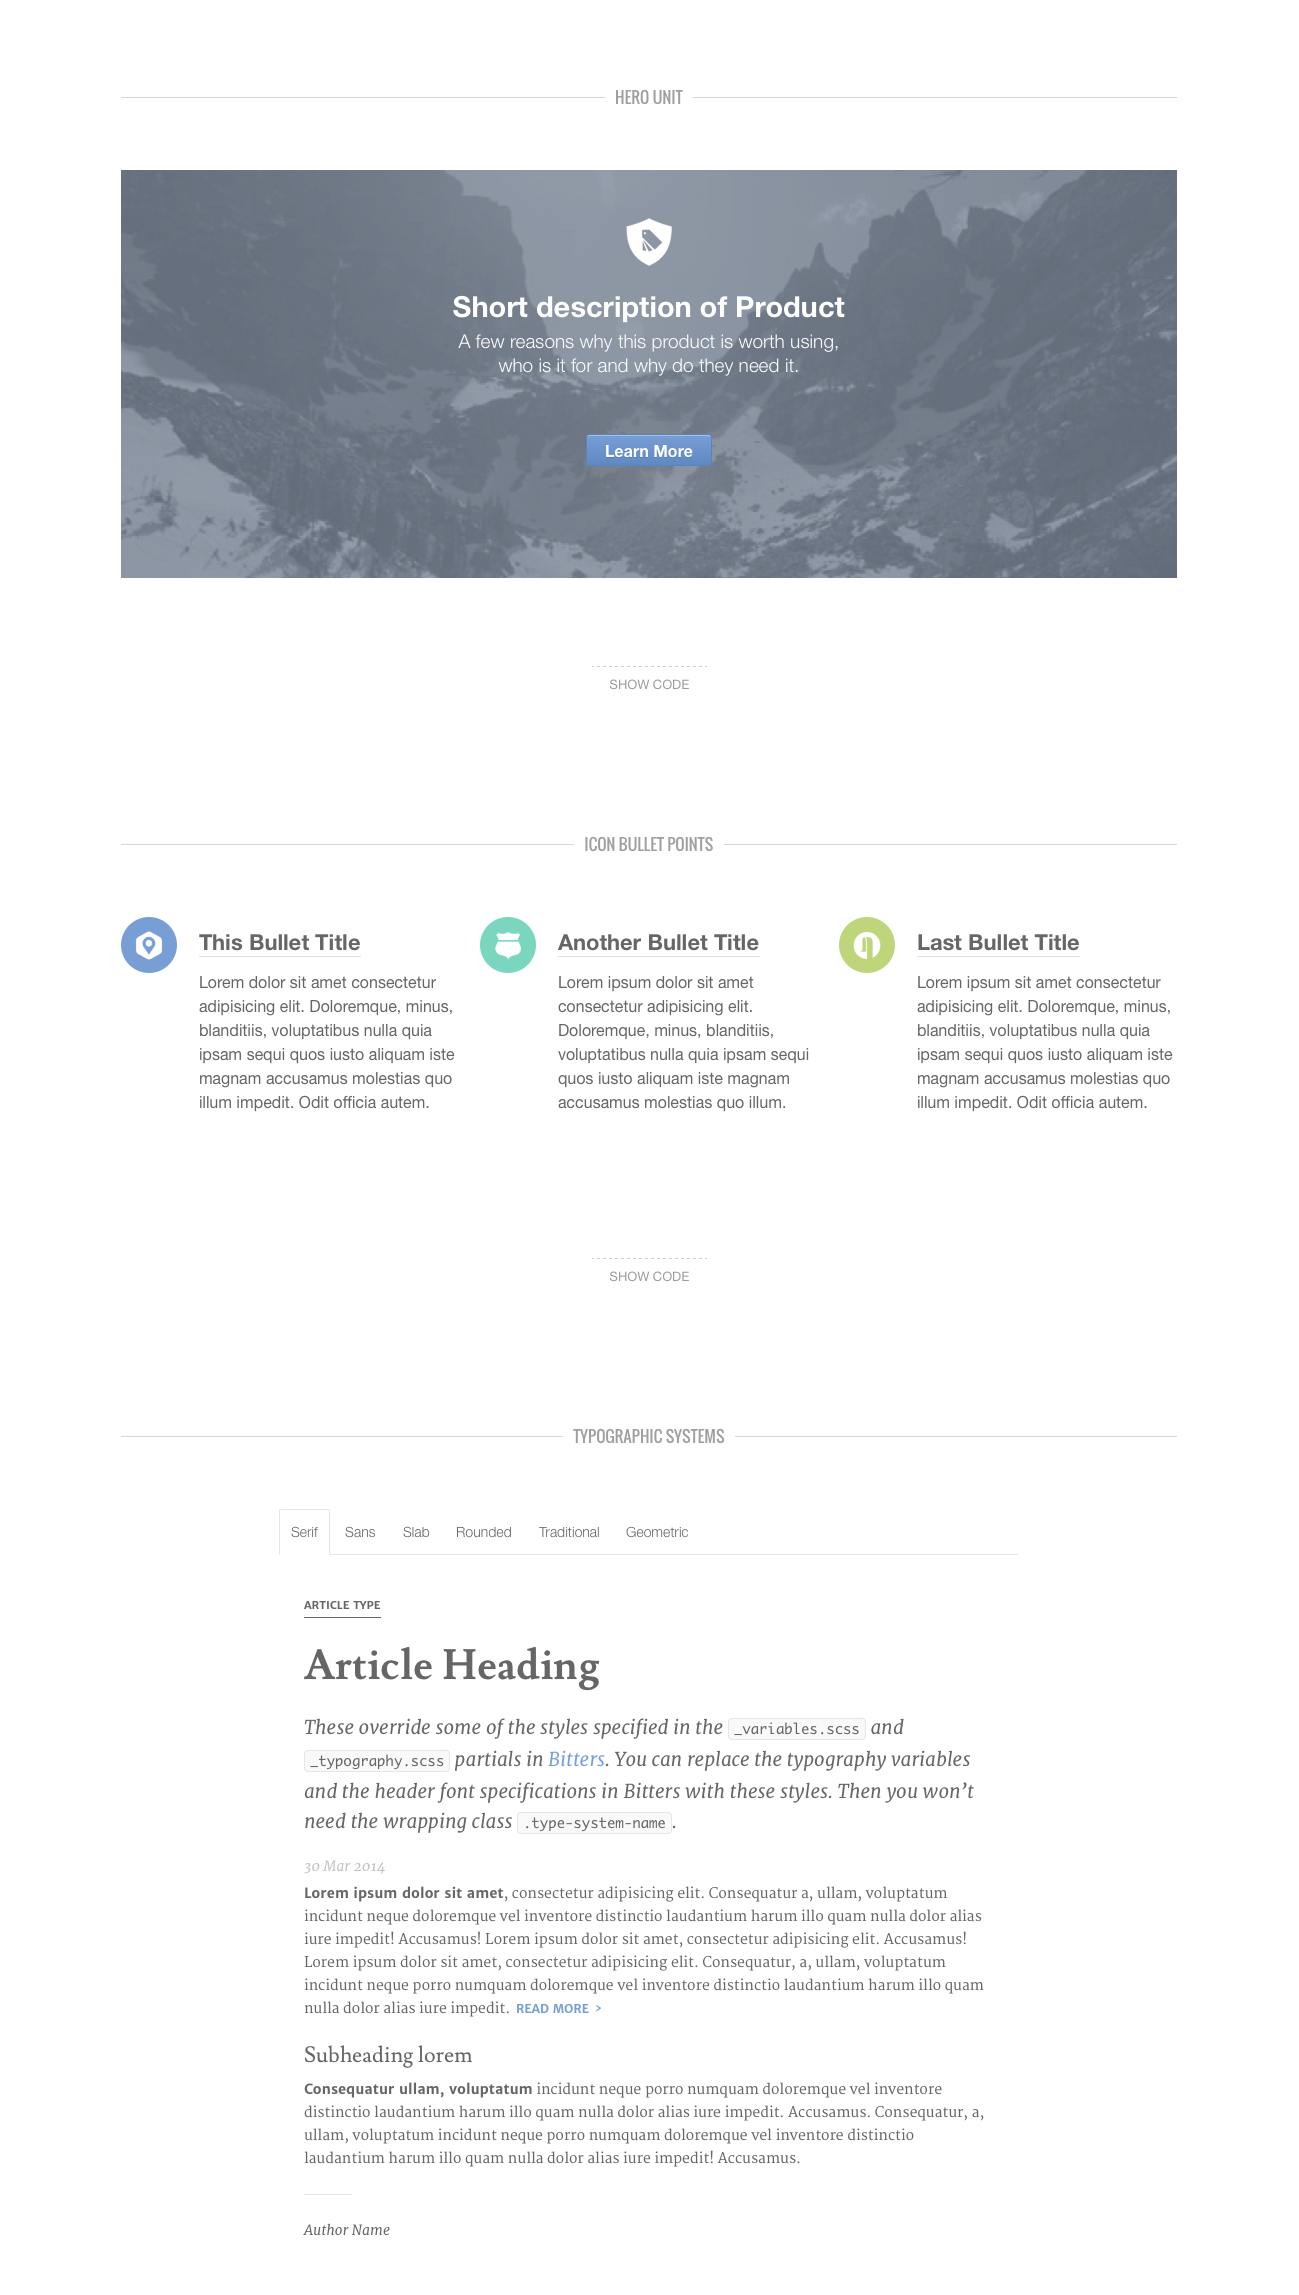 HERO UNIT
Short description of Product
A few reasons why this product is worth using,
who is it for and why do they need it.
Learn More
SHOW CODE
ICON BULLET POINTS
This Bullet Title
Lorem dolor sit amet consectetur
adipisicing elit. Doloremque, minus,
blanditiis, voluptatibus nulla quia
ipsam sequi quos iusto aliquam iste
magnam accusamus molestias quo
illum impedit. Odit officia autem.
Another Bullet Title
Lorem ipsum dolor sit amet
consectetur adipisicing elit.
Doloremque, minus, blanditiis,
voluptatibus nulla quia ipsam sequi
quos iusto aliquam iste magnam
accusamus molestias quo illum.
Last Bullet Title
Lorem ipsum sit amet consectetur
adipisicing elit. Doloremque, minus,
blanditiis, voluptatibus nulla quia
ipsam sequi quos iusto aliquam iste
magnam accusamus molestias quo
illum impedit. Odit officia autem.
SHOW CODE
TYPOGRAPHIC SYSTEMS
Serif Sans Slab Rounded Traditional Geometric
ARTICLE TYPE
Article Heading
These override some of the styles specified in the _variables.scss and
_typography.scss partials in Bitters. You can replace the typography variables
and the header font specifications in Bitters with these styles. Then you won’t
need the wrapping class .type-system-name.
30 Mar 2014
Lorem ipsum dolor sit amet, consectetur adipisicing elit. Consequatur a, ullam, voluptatum
incidunt neque doloremque vel inventore distinctio laudantium harum illo quam nulla dolor alias
iure impedit! Accusamus! Lorem ipsum dolor sit amet, consectetur adipisicing elit. Accusamus!
Lorem ipsum dolor sit amet, consectetur adipisicing elit. Consequatur, a, ullam, voluptatum
incidunt neque porro numquam doloremque vel inventore distinctio laudantium harum illo quam
nulla dolor alias iure impedit. READ MORE >
Subheading lorem
Consequatur ullam, voluptatum incidunt neque porro numquam doloremque vel inventore
distinctio laudantium harum illo quam nulla dolor alias iure impedit. Accusamus. Consequatur, a,
ullam, voluptatum incidunt neque porro numquam doloremque vel inventore distinctio
laudantium harum illo quam nulla dolor alias iure impedit! Accusamus.
Author Name